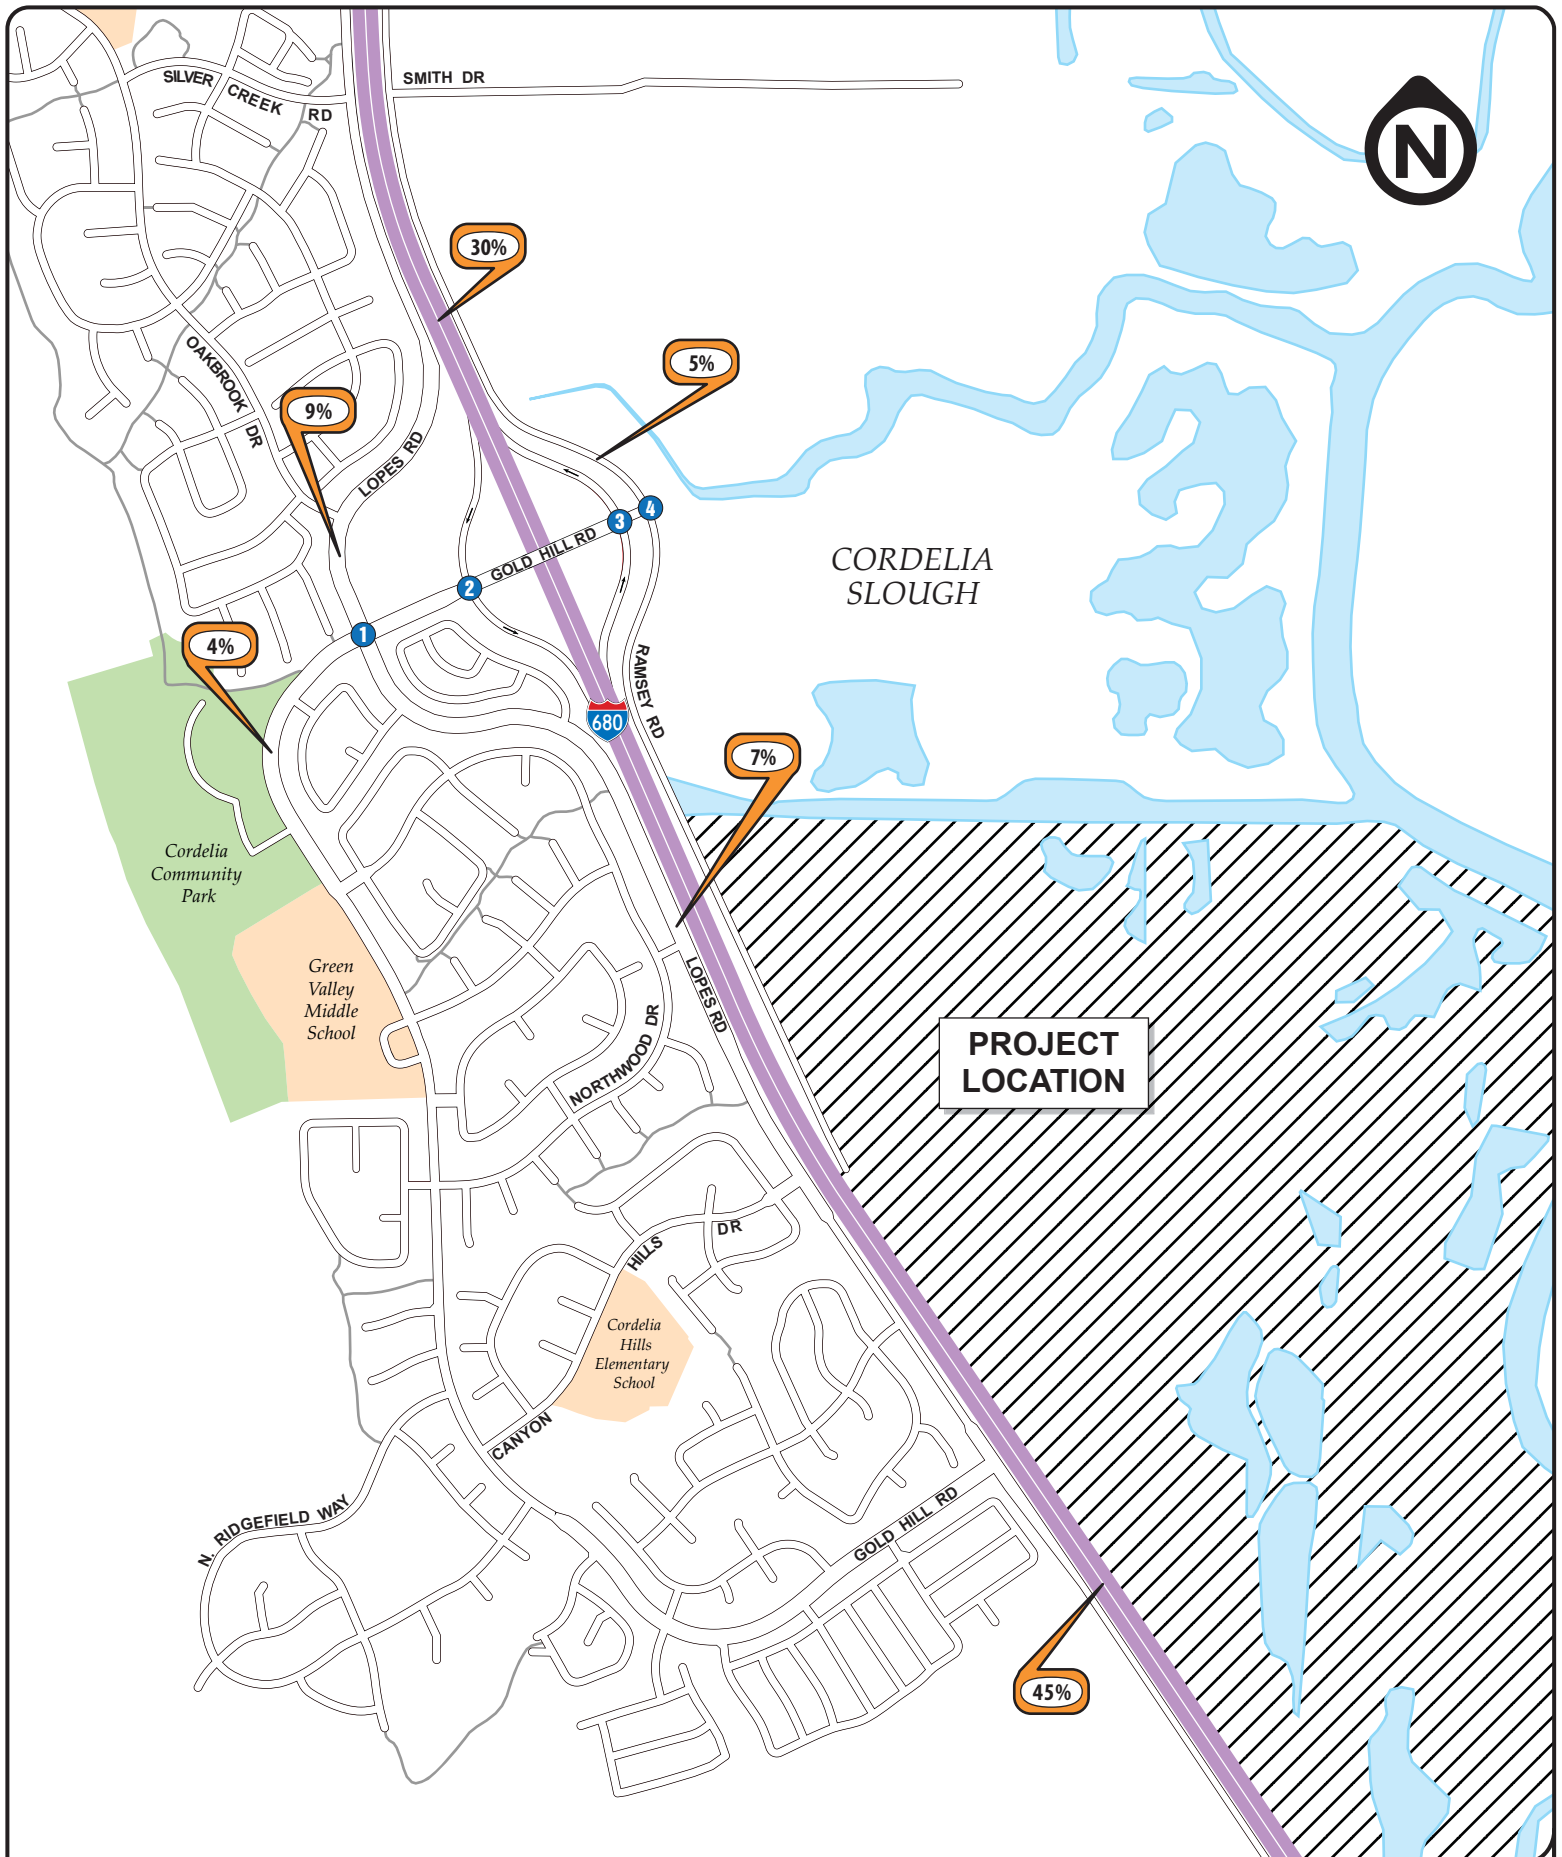 SMITH DR
SILVER
CREEK
RD
N
30%
5%
OAKBROOK
DR
9%
LOPES RD
4
3
GOLD HILL RD
2
CORDELIA
SLOUGH
1
4%
RAMSEY RD
680
7%
Cordelia
Community
Park
Green
Valley
Middle
School
LOPES RD
NORTHWOOD DR
PROJECT
LOCATION
HILLS
DR
CANYON
Cordelia
Hills
Elementary
School
N. RIDGEFIELD WAY
GOLD HILL RD
45%